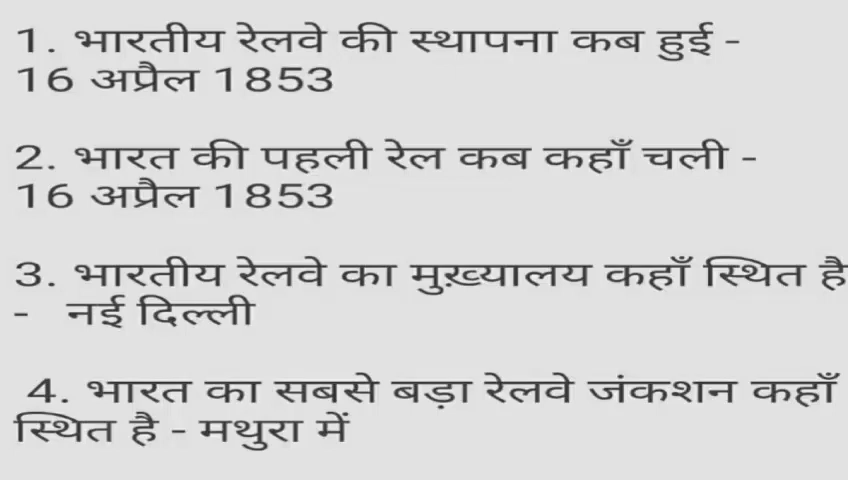 1. भारतीय रेलवे की स्थापना कब हुई -
16 अप्रैल 1853
2. भारत की पहली रेल कब कहाँ चली -
16 अप्रैल 1853
3. भारतीय रेलवे का मुख़्यालय कहाँ स्थित है
- नई दिल्ली
4. भारत का सबसे बड़ा रेलवे जंकशन कहाँ
स्थित है - मथुरा में